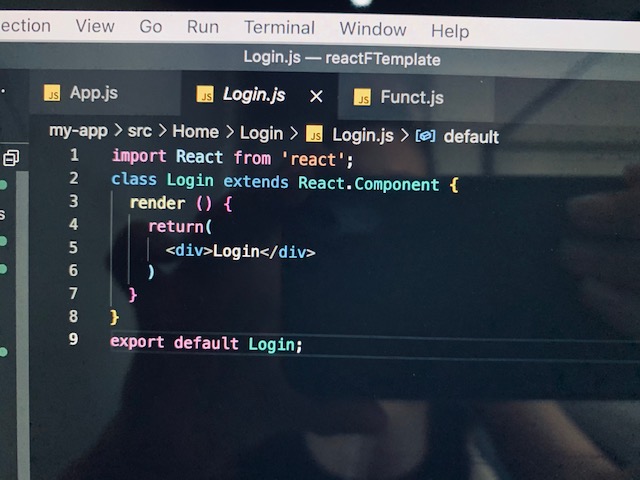 ection View Go Run Terminal Window Help
Login.js — reactFTemplate
JS App.js JS Login.js × JS Funct.js
my-app > src > Home > Login > JS Login.js > default
1 import React from 'react';
2 class Login extends React.Component {
3 render () {
4 return(
5 <div>Login</div>
6 )
7 }
8 }
9 export default Login;
s